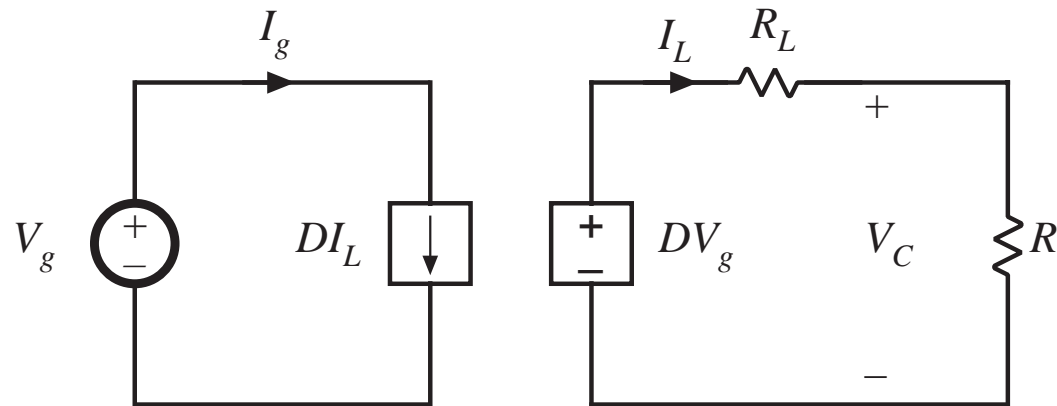 I_g
I_L
R_L
+
V_g
+
–
DI_L
+
–
DV_g
V_C
R
–